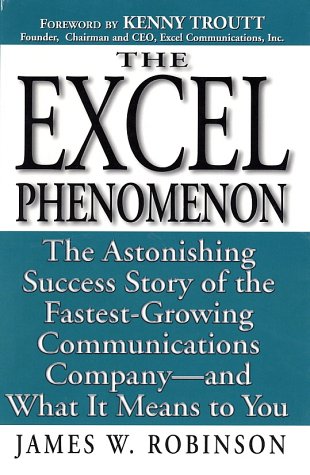 FOREWORD BY KENNY TROUTT
Founder, Chairman and CEO, Excel Communications, Inc.
THE
EXCEL
PHENOMENON
The Astonishing
Success Story of the
Fastest-Growing
Communications
Company—and
What It Means to You
JAMES W. ROBINSON